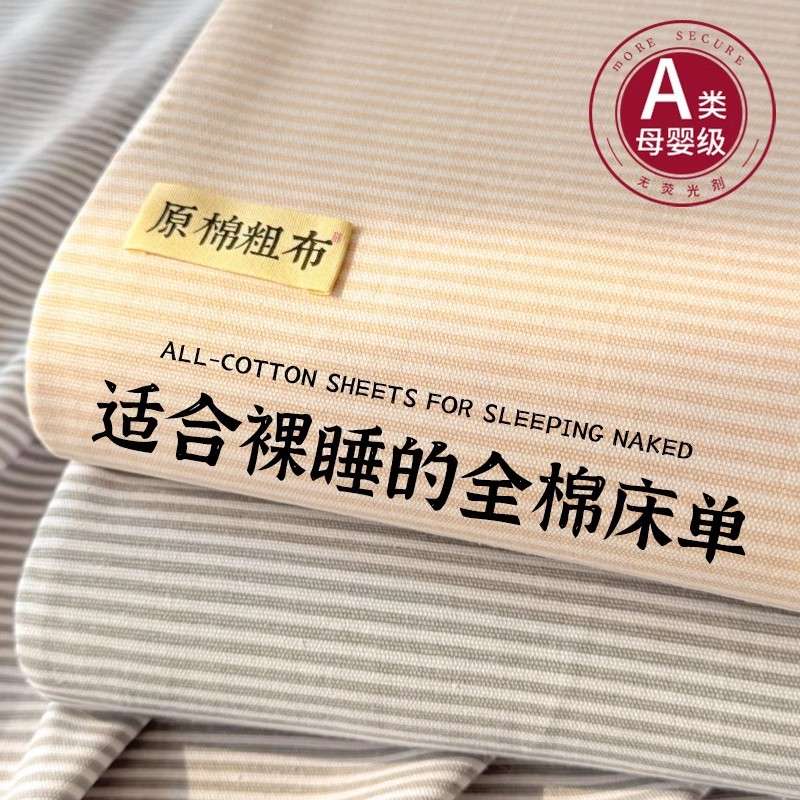 mORE SECURE
A类
母婴级
无荧光剂
原棉粗布
ALL-COTTON SHEETS FOR SLEEPING NAKED
适合裸睡的全棉床单